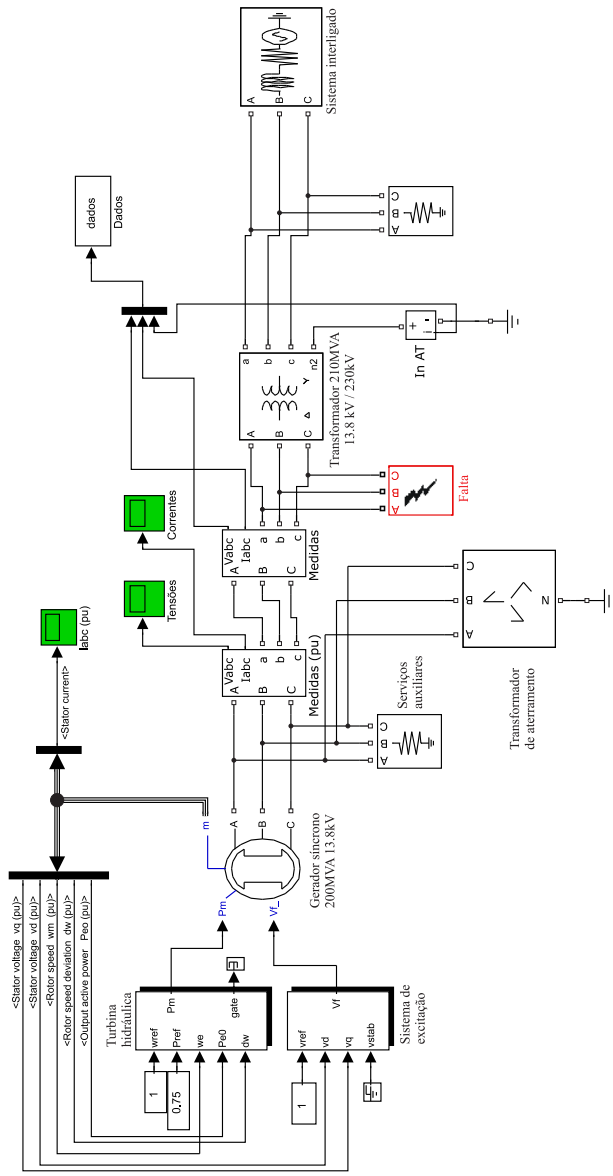 <Stator voltage vq (pu)>
<Stator voltage vd (pu)>
<Rotor speed wm (pu)>
<Rotor speed deviation dw (pu)>
<Output active power Peo (pu)>
<Stator current>
Iabc (pu)
Tensões
Correntes
dados
Dados
Turbina
hidráulica
wref
Pref
we
Pe0
dw
Pm
gate
1
0.75
vref
vd
vq
vstab
Vf
1
Sistema de
excitação
Pm
Vf_
m
A
B
C
Gerador síncrono
200MVA 13.8kV
Serviços
auxiliares
A
B
C
Transformador
de aterramento
A
B
C
N
Vabc
Iabc
A
B
C
a
b
c
Medidas (pu)
Vabc
Iabc
A
B
C
a
b
c
Medidas
A
B
C
Falta
A
B
C
a
b
c
n2
Δ
Y
Transformador 210MVA
13.8 kV / 230kV
+
-
i
In AT
A
B
C
A
B
C
Sistema interligado